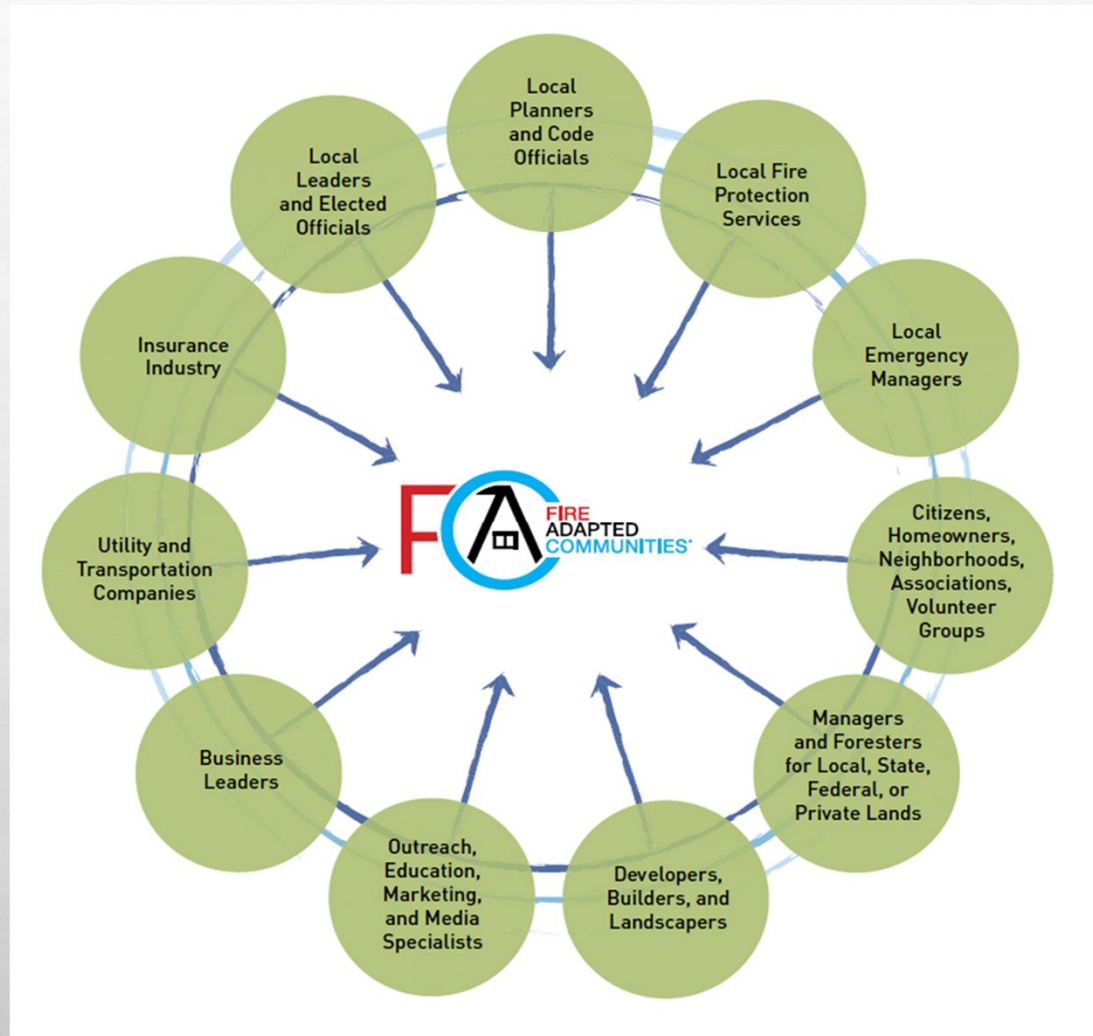 Local
Planners
and Code
Officials
Local Fire
Protection
Services
Local
Emergency
Managers
Citizens,
Homeowners,
Neighborhoods,
Associations,
Volunteer
Groups
Managers
and Foresters
for Local, State,
Federal, or
Private Lands
Developers,
Builders, and
Landscapers
Outreach,
Education,
Marketing,
and Media
Specialists
Business
Leaders
Utility and
Transportation
Companies
Insurance
Industry
Local
Leaders
and Elected
Officials
FAC
FIRE
ADAPTED
COMMUNITIES